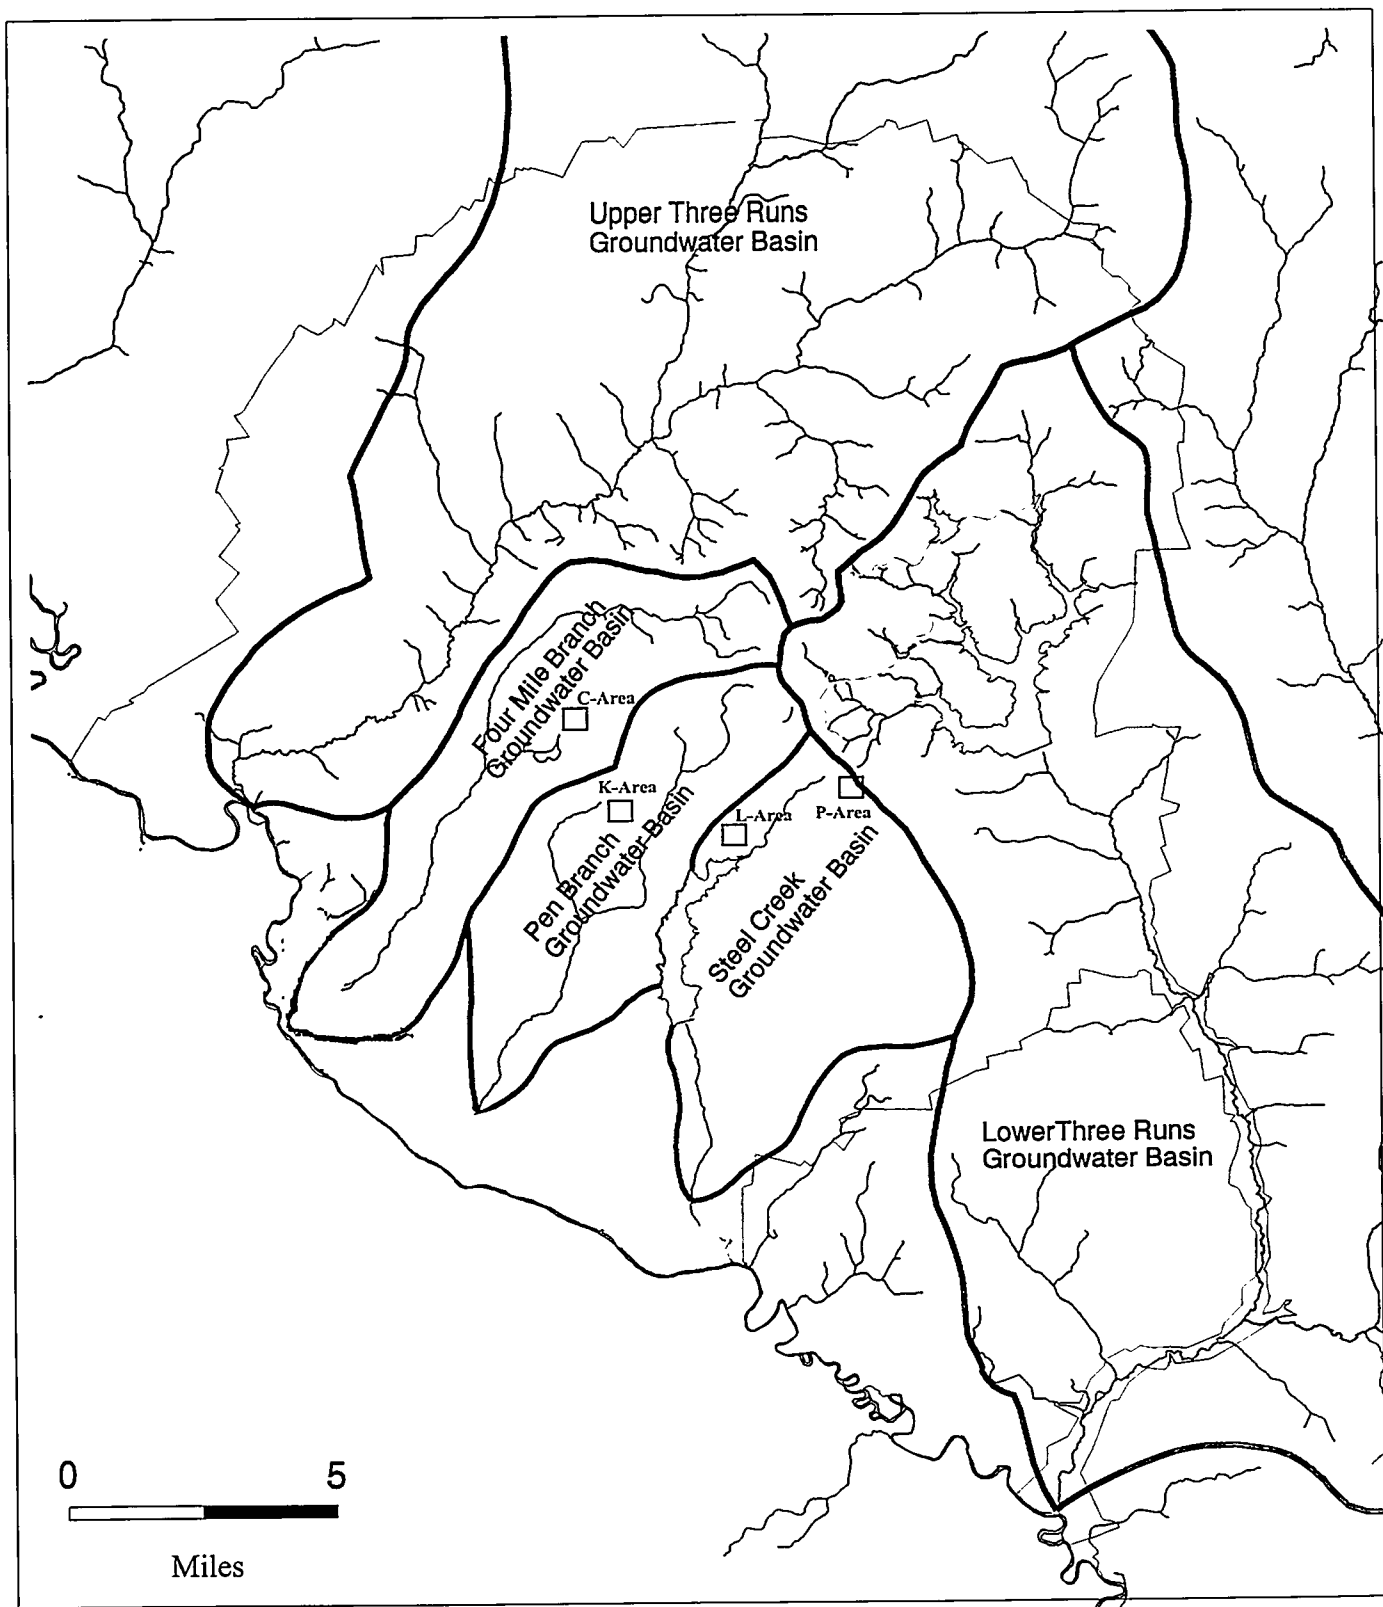 Upper Three Runs
Groundwater Basin
Four Mile Branch
Groundwater Basin
C-Area
K-Area
L-Area
P-Area
Pen Branch
Groundwater Basin
Steel Creek
Groundwater Basin
LowerThree Runs
Groundwater Basin
0 5
Miles